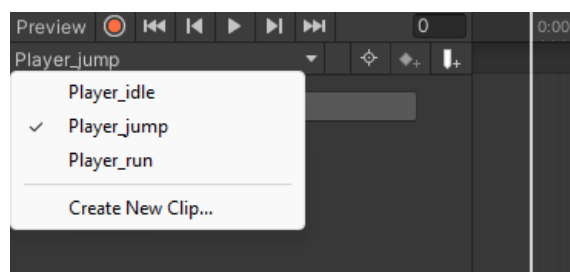 Preview 0 0:00
Player_jump
Player_idle
Player_jump
Player_run
Create New Clip...